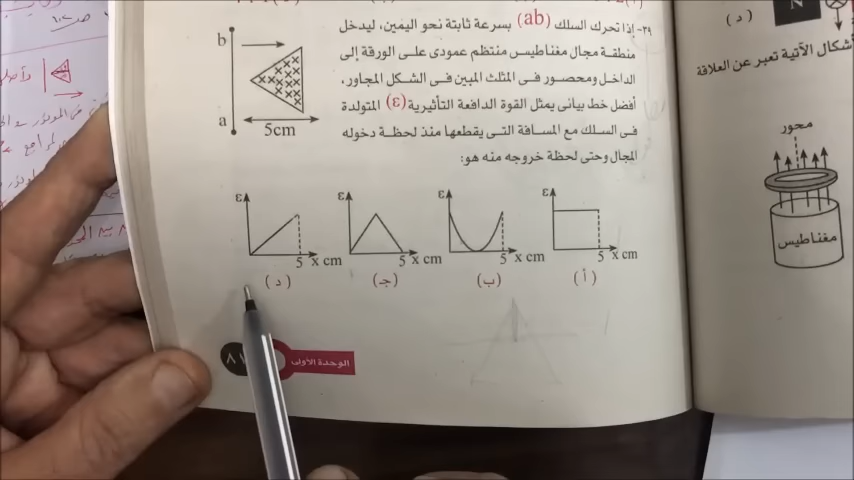 ٢٩- إذا تحرك السلك (ab) بسرعة ثابتة نحو اليمين، ليدخل
منطقة مجال مغناطيس منتظم عمودى على الورقة إلى
الداخل ومحصور فى المثلث المبين فى الشكل المجاور،
أفضل خط بيانى يمثل القوة الدافعة التأثيرية (ε) المتولدة
فى السلك مع المسافة التى يقطعها منذ لحظة دخوله
المجال وحتى لحظة خروجه منه هو:
b
a
5cm
ε
5 x cm
(أ)
ε
5 x cm
(ب)
ε
5 x cm
(جـ)
ε
5 x cm
(د)
الوحدة الأولى
(د)
N
أشكال الآتية تعبر عن العلاقة
محور
مغناطيس